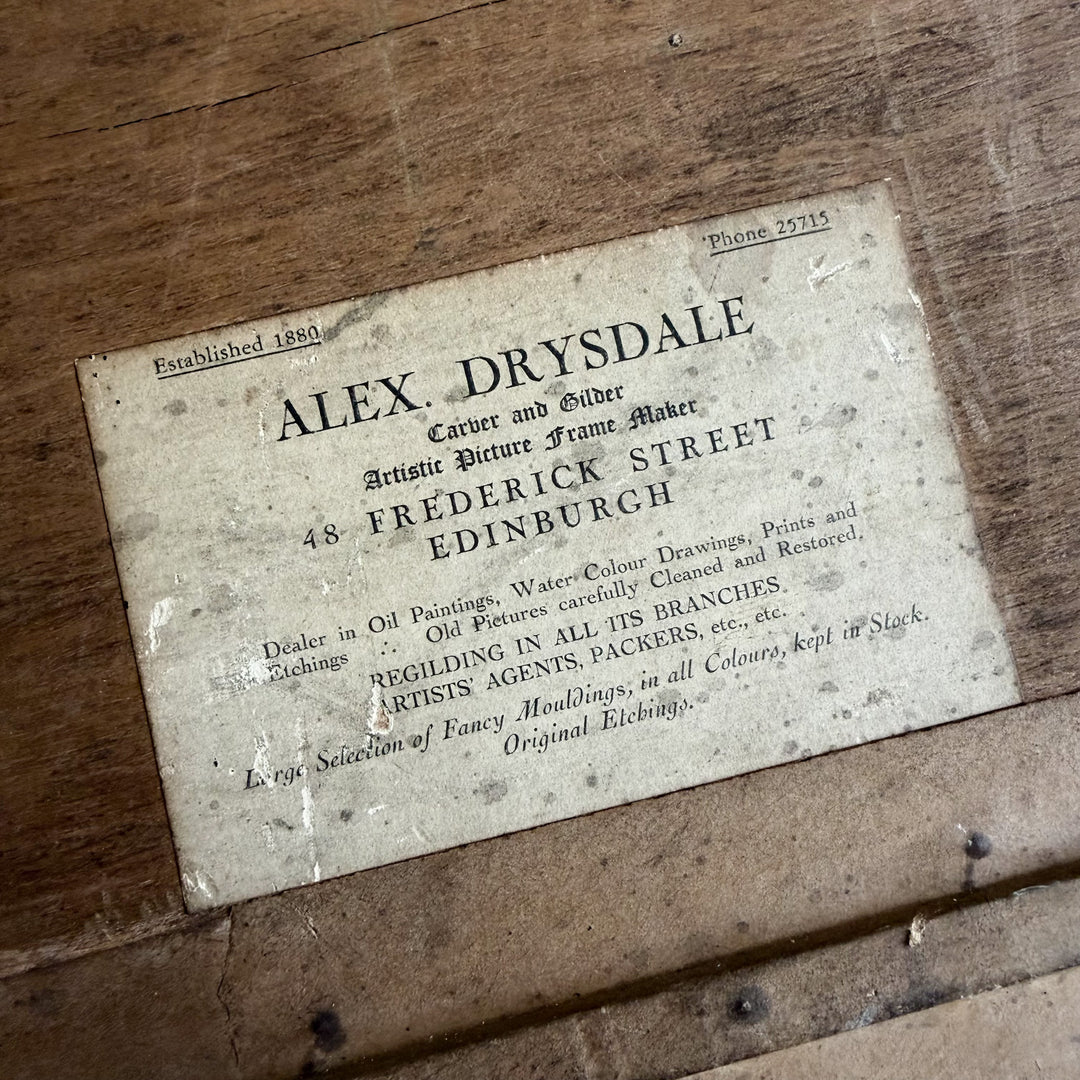 Established 1880
'Phone 25715
ALEX. DRYSDALE
Carver and Gilder
Artistic Picture Frame Maker
48 FREDERICK STREET
EDINBURGH
Dealer in Oil Paintings, Water Colour Drawings, Prints and
Etchings ∴ Old Pictures carefully Cleaned and Restored.
REGILDING IN ALL ITS BRANCHES.
ARTISTS' AGENTS, PACKERS, etc., etc.
Large Selection of Fancy Mouldings, in all Colours, kept in Stock.
Original Etchings.